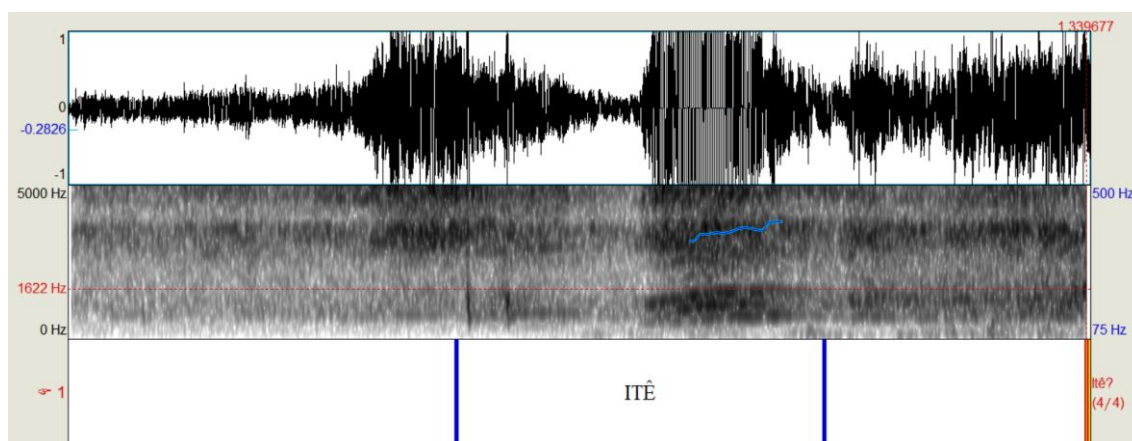 1.339677
1
0
-0.2826
-1
5000 Hz
500 Hz
1622 Hz
0 Hz
75 Hz
1
ITÊ
Itê?
(4/4)